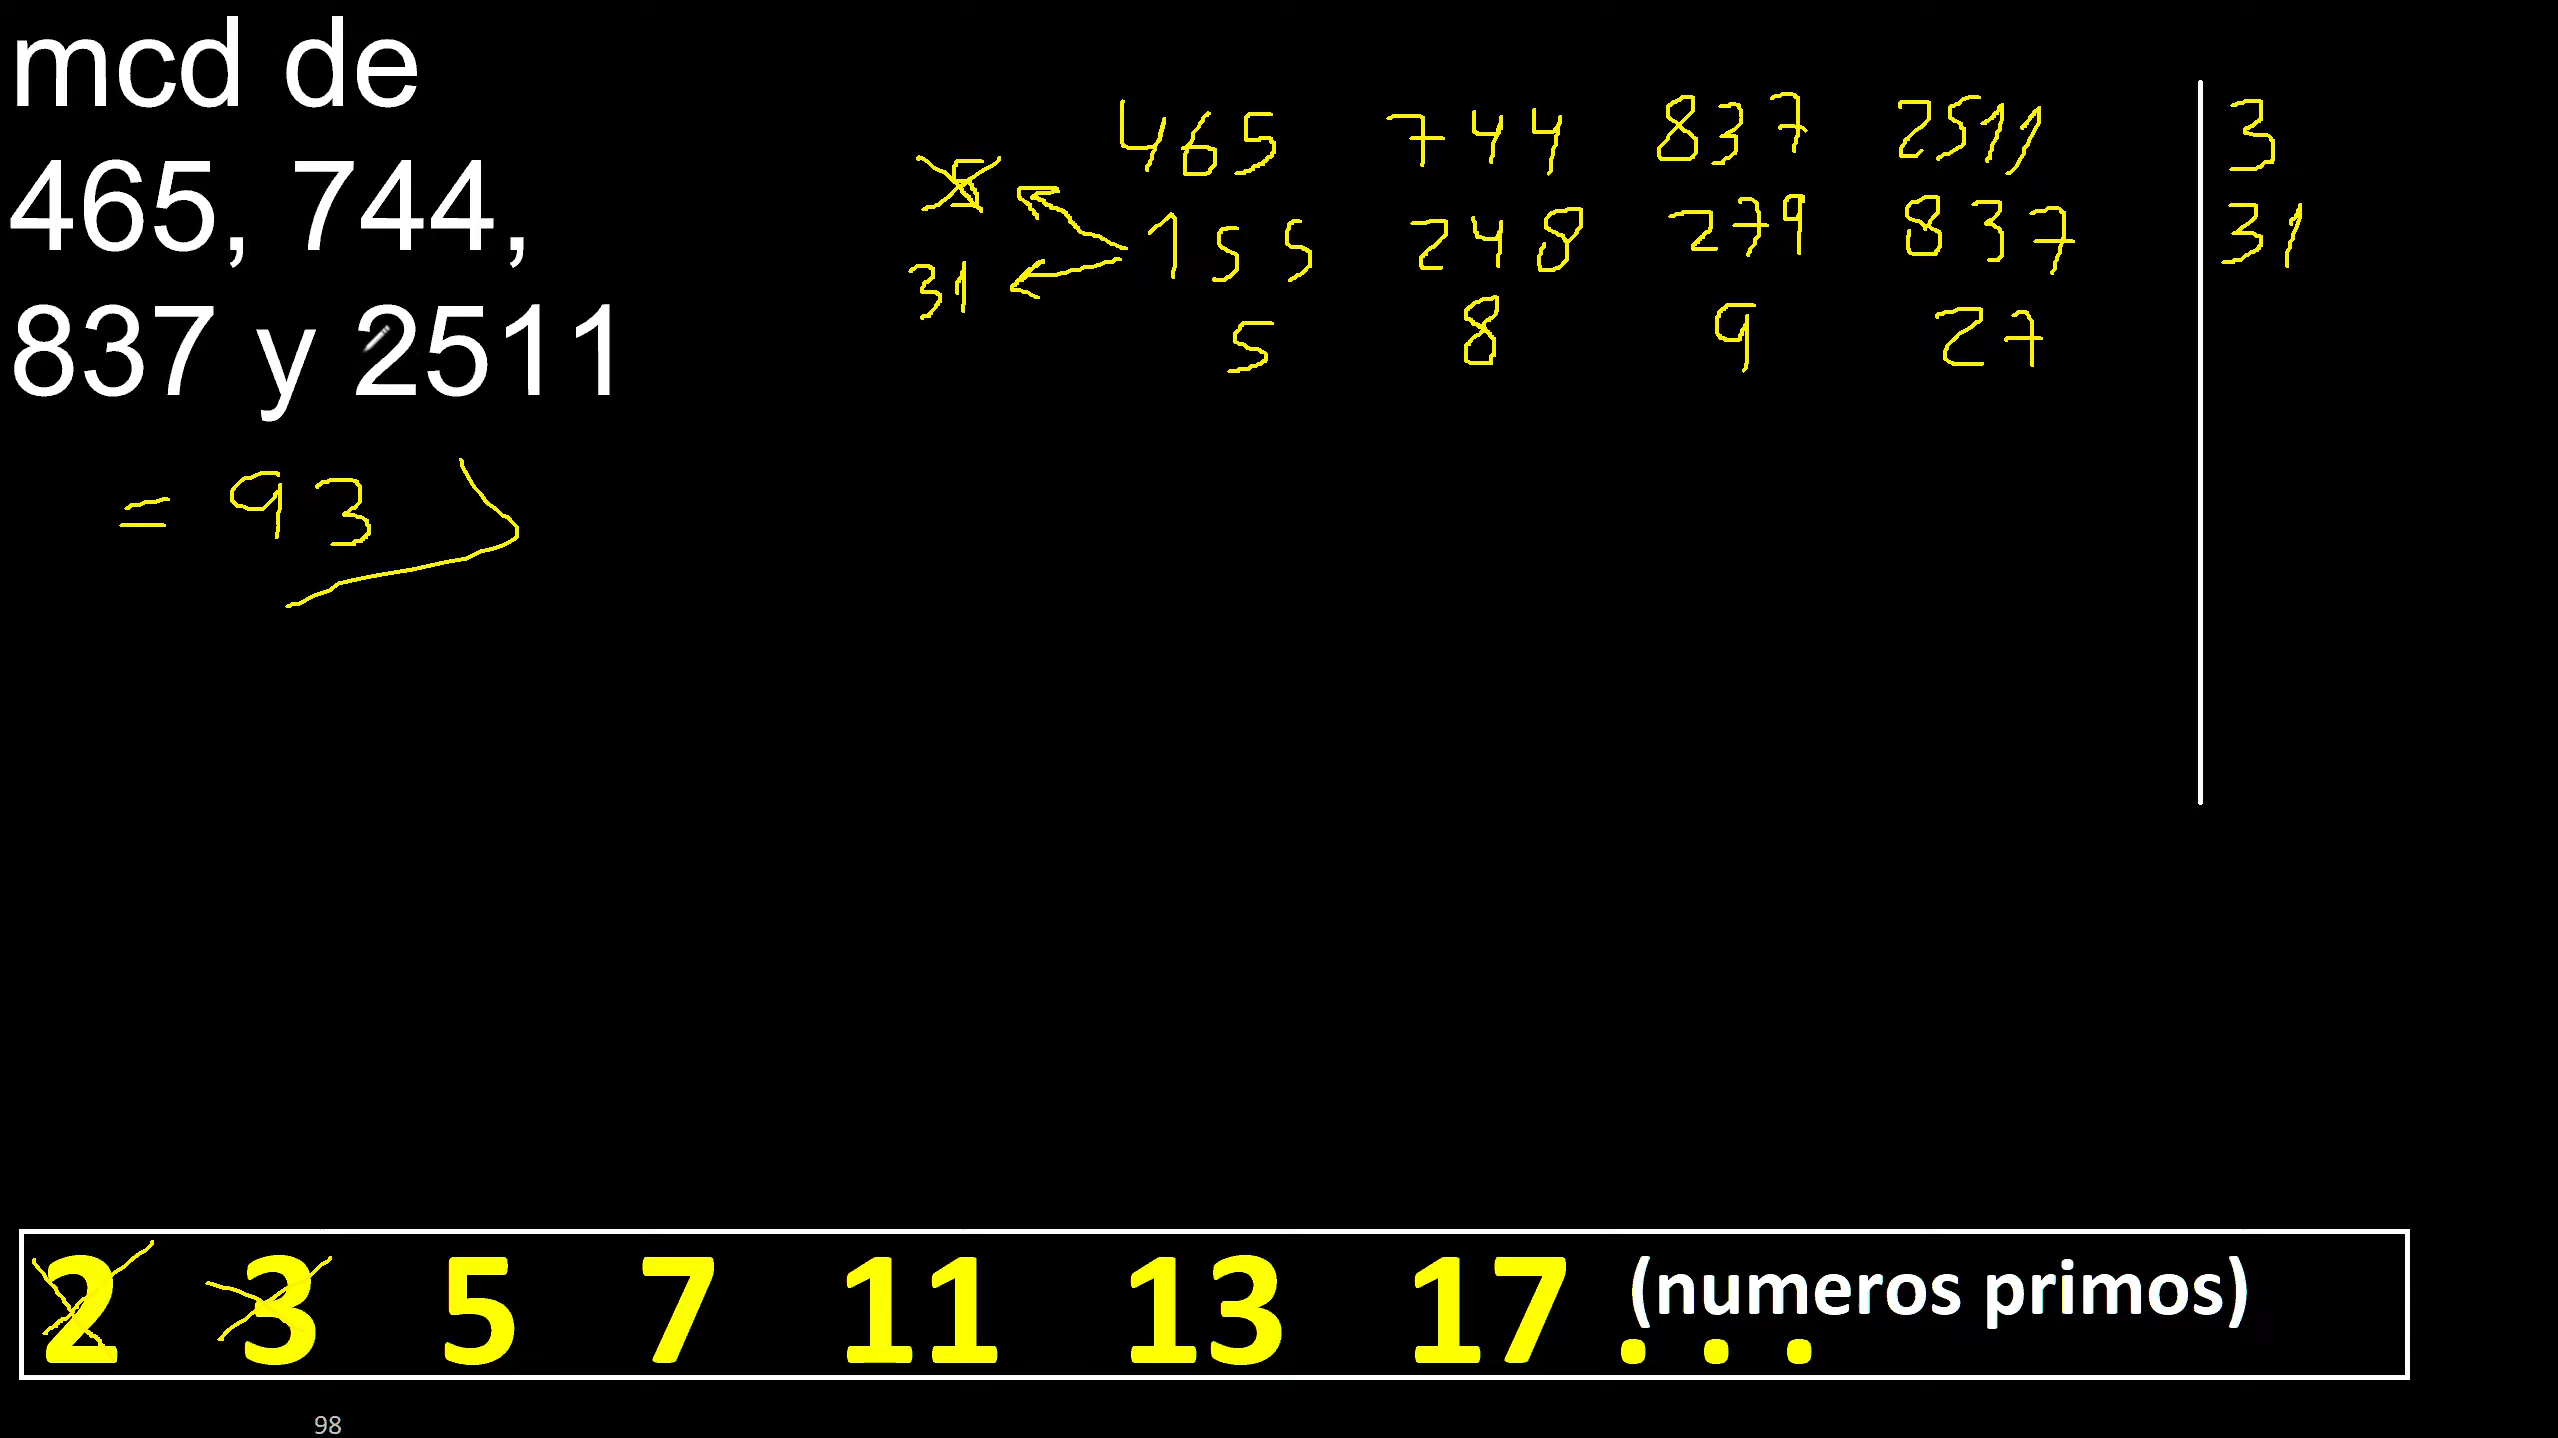 mcd de
465, 744,
837 y 2511
= 93
465 744 837 2511 3
5 155 248 279 837 31
31
5 8 9 27
2 3 5 7 11 13 17 ... (numeros primos)
98